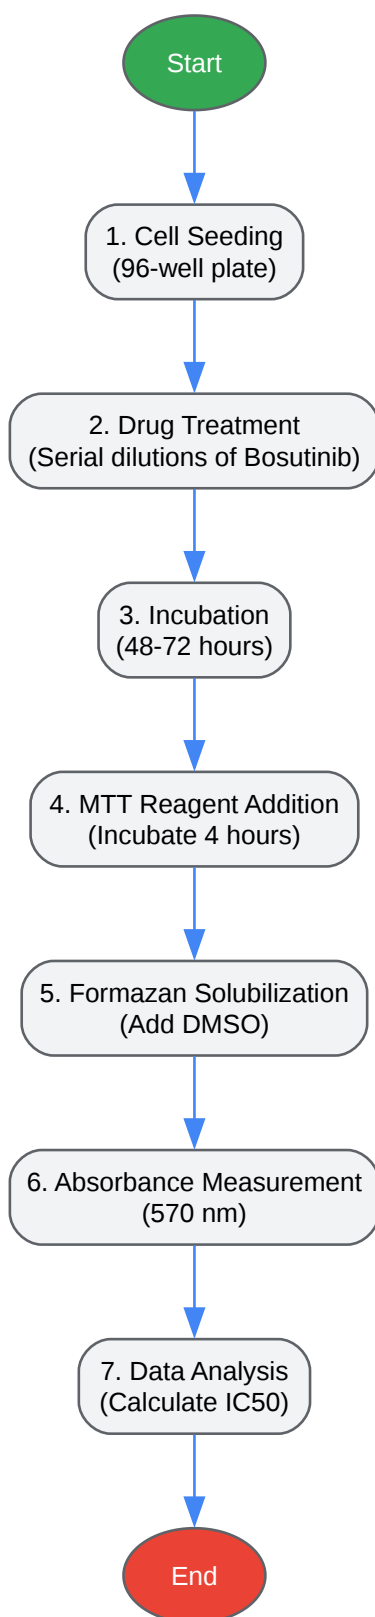 Start
1. Cell Seeding
(96-well plate)
2. Drug Treatment
(Serial dilutions of Bosutinib)
3. Incubation
(48-72 hours)
4. MTT Reagent Addition
(Incubate 4 hours)
5. Formazan Solubilization
(Add DMSO)
6. Absorbance Measurement
(570 nm)
7. Data Analysis
(Calculate IC50)
End